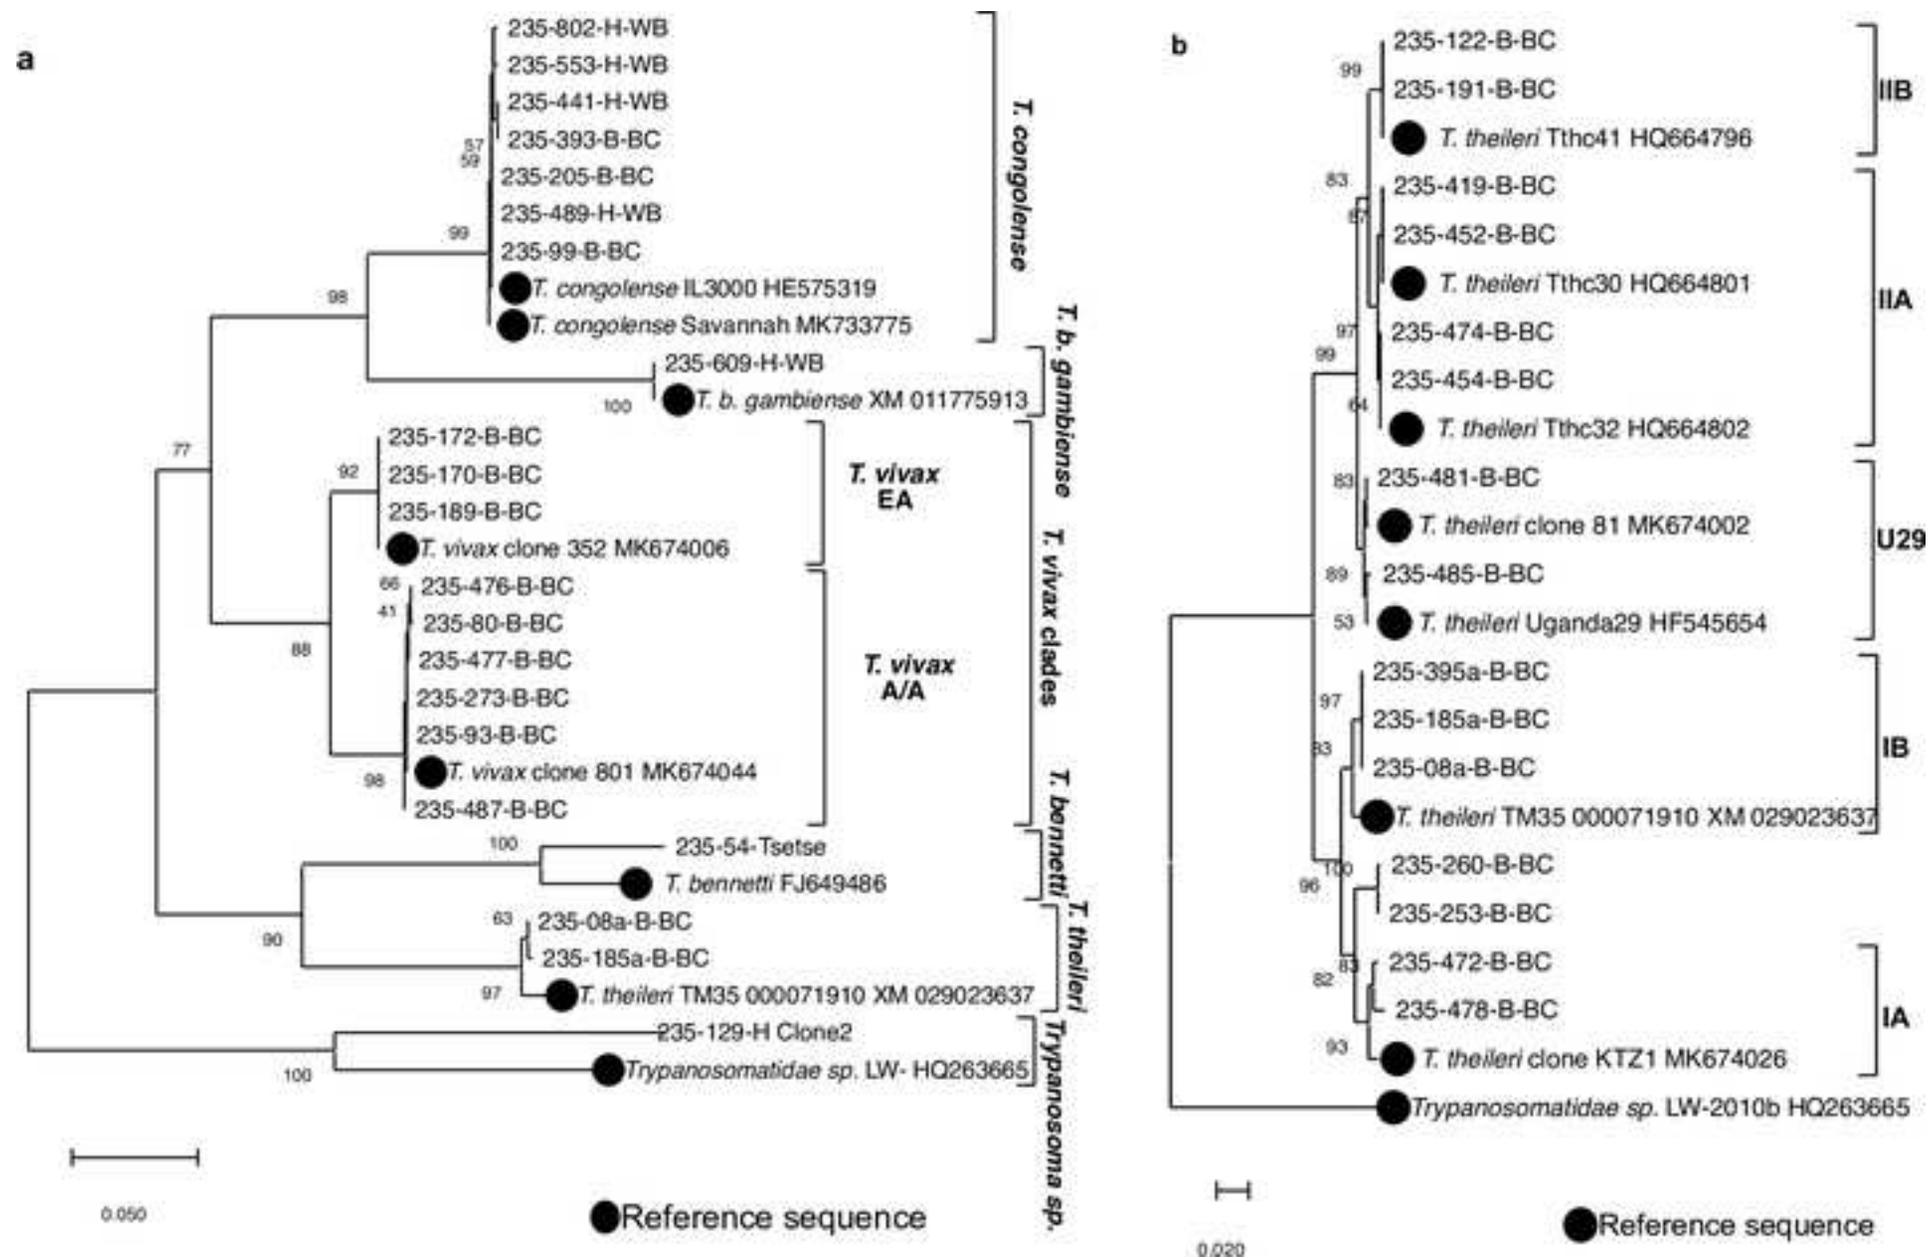 a
235-802-H-WB
235-553-H-WB
235-441-H-WB
235-393-B-BC
57
59
235-205-B-BC
235-489-H-WB
99
235-99-B-BC
T. congolense IL3000 HE575319
98
T. congolense Savannah MK733775
T. congolense
235-609-H-WB
100
T. b. gambiense XM 011775913
T. b. gambiense
235-172-B-BC
77
92
235-170-B-BC
235-189-B-BC
T. vivax clone 352 MK674006
T. vivax
EA
66
235-476-B-BC
41
235-80-B-BC
88
235-477-B-BC
235-273-B-BC
235-93-B-BC
98
T. vivax clone 801 MK674044
235-487-B-BC
T. vivax
A/A
T. vivax clades
100
235-54-Tsetse
T. bennetti FJ649486
T. bennetti
63
235-08a-B-BC
90
235-185a-B-BC
97
T. theileri TM35 000071910 XM 029023637
T. theileri
235-129-H Clone2
100
Trypanosomatidae sp. LW- HQ263665
Trypanosoma sp.
0.050
Reference sequence
b
235-122-B-BC
99
235-191-B-BC
T. theileri Tthc41 HQ664796
IIB
83
235-419-B-BC
67
235-452-B-BC
T. theileri Tthc30 HQ664801
IIA
97
235-474-B-BC
99
235-454-B-BC
64
T. theileri Tthc32 HQ664802
83
235-481-B-BC
T. theileri clone 81 MK674002
U29
89
235-485-B-BC
53
T. theileri Uganda29 HF545654
235-395a-B-BC
97
235-185a-B-BC
83
IB
235-08a-B-BC
T. theileri TM35 000071910 XM 029023637
100
235-260-B-BC
96
235-253-B-BC
83
235-472-B-BC
82
235-478-B-BC
IA
93
T. theileri clone KTZ1 MK674026
Trypanosomatidae sp. LW-2010b HQ263665
0.020
Reference sequence